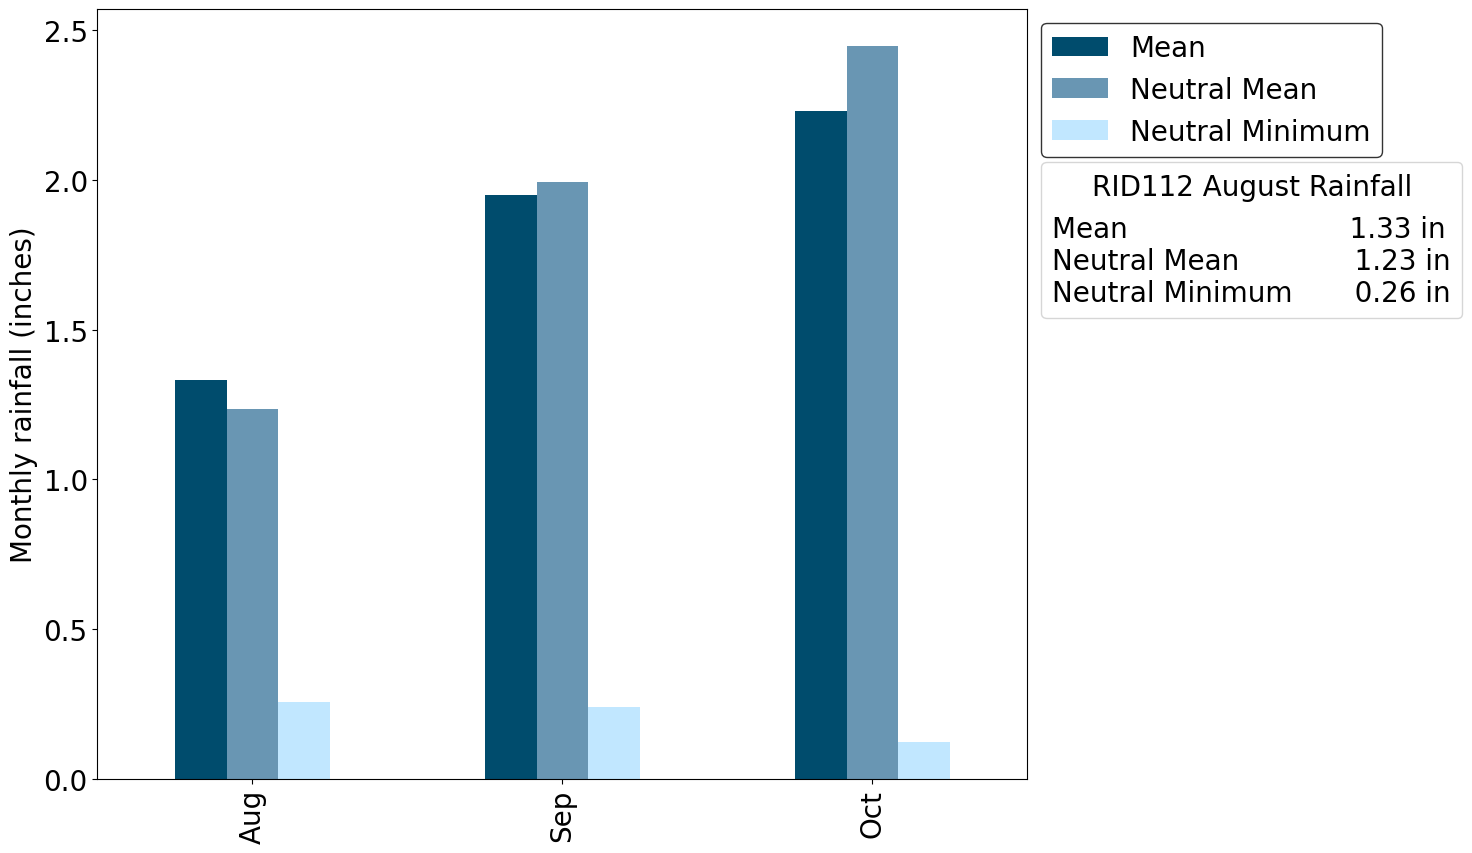 2.5
2.0
1.5
1.0
0.5
0.0
Monthly rainfall (inches)
Aug
Sep
Oct
Mean
Neutral Mean
Neutral Minimum
RID112 August Rainfall
Mean 1.33 in
Neutral Mean 1.23 in
Neutral Minimum 0.26 in